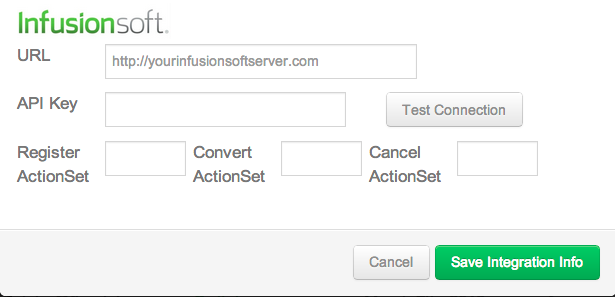 Infusionsoft.
URL
http://yourinfusionsoftserver.com
API Key
Test Connection
Register ActionSet
Convert ActionSet
Cancel ActionSet
Cancel
Save Integration Info